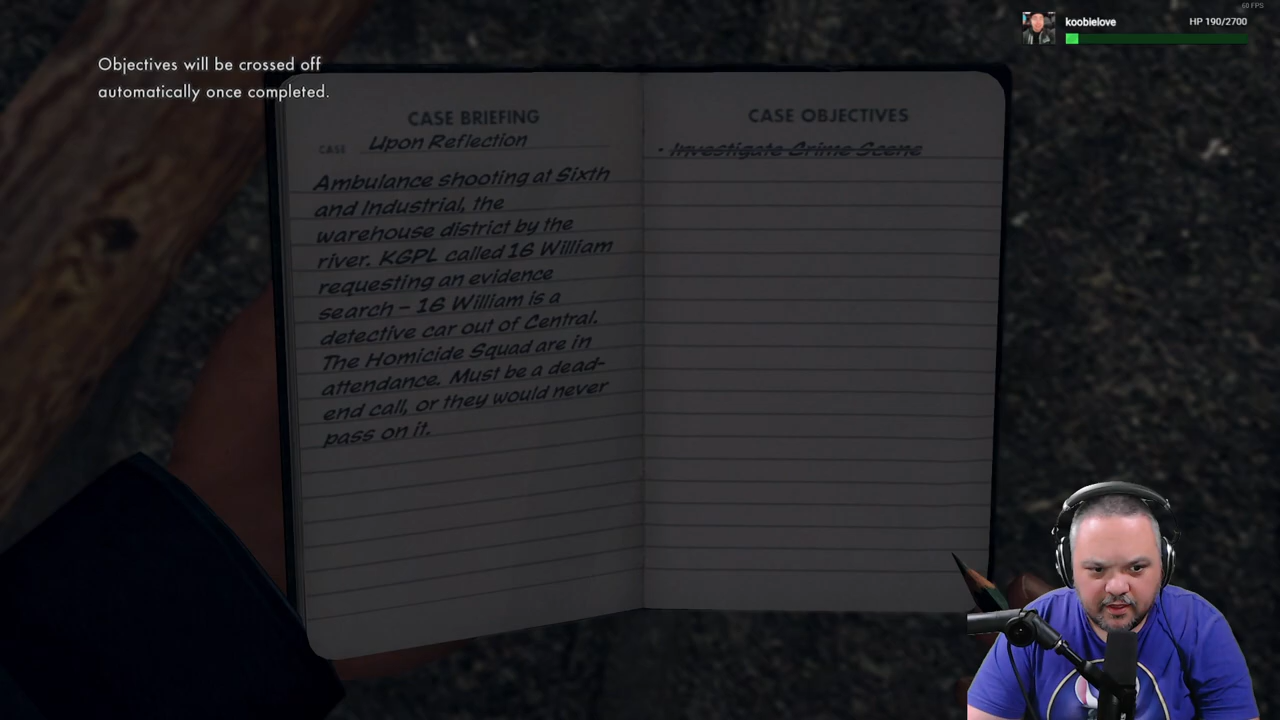 60 FPS
koobielove
HP 190/2700
Objectives will be crossed off
automatically once completed.
CASE BRIEFING
CASE Upon Reflection
Ambulance shooting at Sixth
and Industrial, the
warehouse district by the
river. KGPL called 16 William
requesting an evidence
search – 16 William is a
detective car out of Central.
The Homicide Squad are in
attendance. Must be a dead-
end call, or they would never
pass on it.
CASE OBJECTIVES
· Investigate Crime Scene